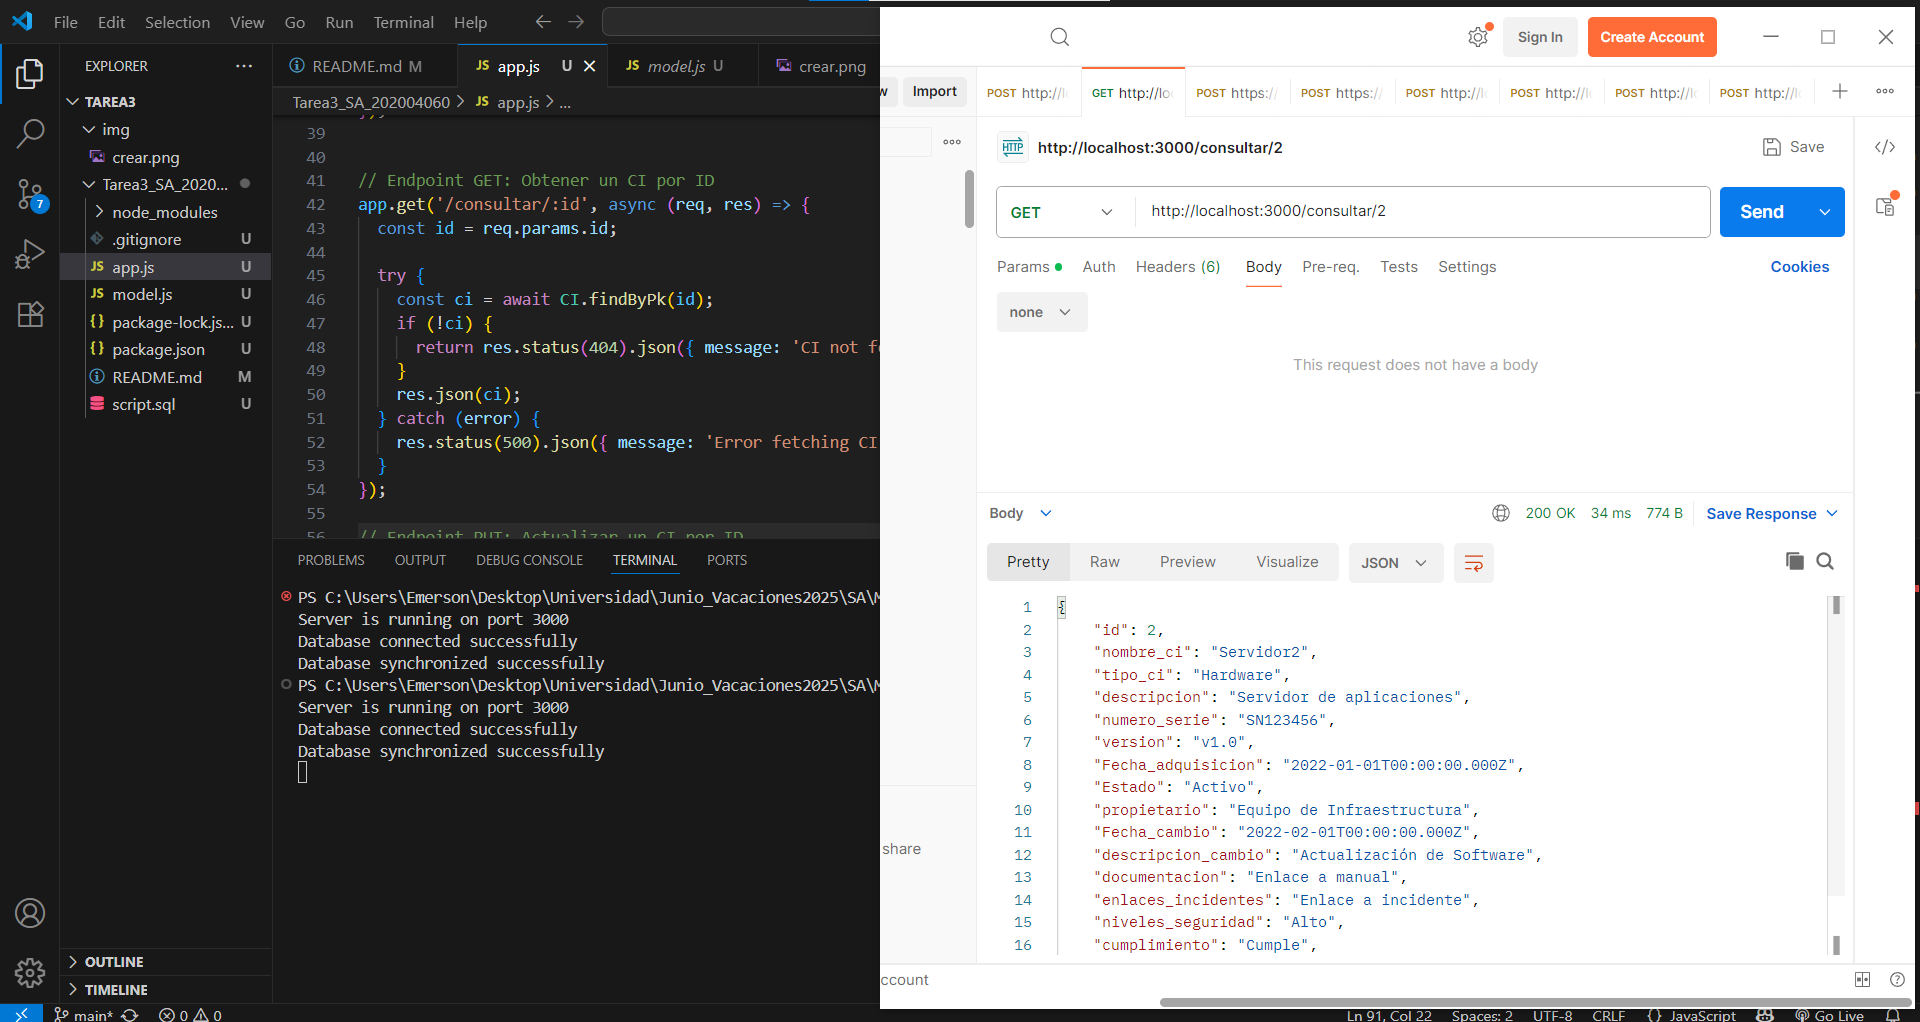 File Edit Selection View Go Run Terminal Help
EXPLORER
TAREA3
img
crear.png
Tarea3_SA_2020...
node_modules
.gitignore U
app.js U
model.js U
package-lock.js... U
package.json U
README.md M
script.sql U
OUTLINE
TIMELINE
README.md M
app.js U
model.js U
crear.png
Tarea3_SA_202004060 > JS app.js > ...
39
40
41 // Endpoint GET: Obtener un CI por ID
42 app.get('/consultar/:id', async (req, res) => {
43 const id = req.params.id;
44
45 try {
46 const ci = await CI.findByPk(id);
47 if (!ci) {
48 return res.status(404).json({ message: 'CI not f
49 }
50 res.json(ci);
51 } catch (error) {
52 res.status(500).json({ message: 'Error fetching CI
53 }
54 });
55
56 // Endpoint PUT: Actualizar un CI por ID
PROBLEMS OUTPUT DEBUG CONSOLE TERMINAL PORTS
PS C:\Users\Emerson\Desktop\Universidad\Junio_Vacaciones2025\SA\
Server is running on port 3000
Database connected successfully
Database synchronized successfully
PS C:\Users\Emerson\Desktop\Universidad\Junio_Vacaciones2025\SA\
Server is running on port 3000
Database connected successfully
Database synchronized successfully
Sign In Create Account
w Import
POST http://l GET http://lo POST https:/ POST https:/ POST http://l POST http://l POST http://l POST http://l
HTTP http://localhost:3000/consultar/2 Save
GET http://localhost:3000/consultar/2 Send
Params Auth Headers (6) Body Pre-req. Tests Settings Cookies
none
This request does not have a body
Body 200 OK 34 ms 774 B Save Response
Pretty Raw Preview Visualize JSON
1 {
2 "id": 2,
3 "nombre_ci": "Servidor2",
4 "tipo_ci": "Hardware",
5 "descripcion": "Servidor de aplicaciones",
6 "numero_serie": "SN123456",
7 "version": "v1.0",
8 "Fecha_adquisicion": "2022-01-01T00:00:00.000Z",
9 "Estado": "Activo",
10 "propietario": "Equipo de Infraestructura",
11 "Fecha_cambio": "2022-02-01T00:00:00.000Z",
12 "descripcion_cambio": "Actualización de Software",
13 "documentacion": "Enlace a manual",
14 "enlaces_incidentes": "Enlace a incidente",
15 "niveles_seguridad": "Alto",
16 "cumplimiento": "Cumple",
share
ccount
main* 0 0
Ln 91, Col 22 Spaces: 2 UTF-8 CRLF {} JavaScript Go Live
7